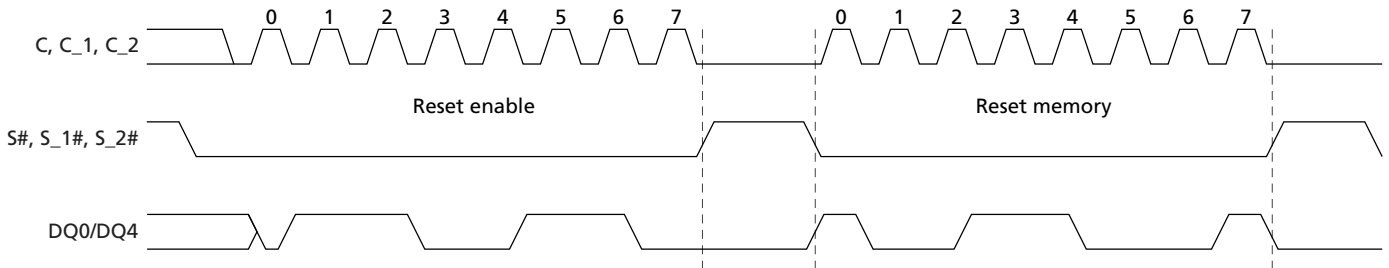 0 1 2 3 4 5 6 7 0 1 2 3 4 5 6 7
C, C_1, C_2
Reset enable Reset memory
S#, S_1#, S_2#
DQ0/DQ4